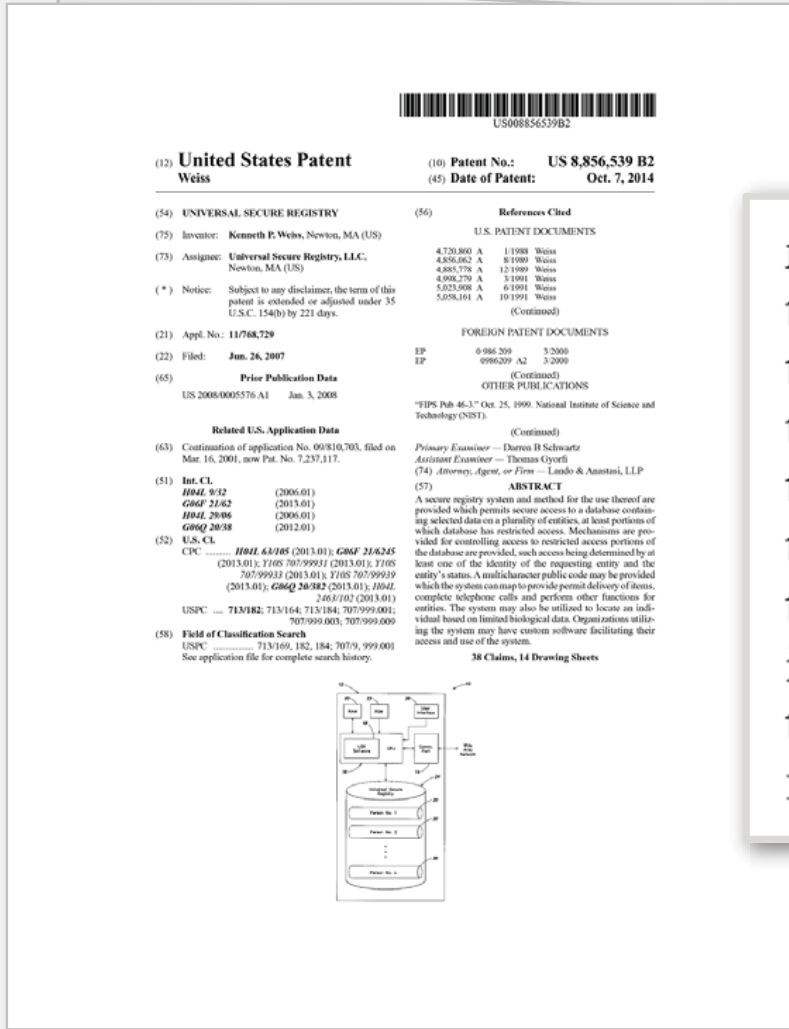 US008856539B2
(12) United States Patent
Weiss
(10) Patent No.: US 8,856,539 B2
(45) Date of Patent: Oct. 7, 2014
(54) UNIVERSAL SECURE REGISTRY
(75) Inventor: Kenneth P. Weiss, Newton, MA (US)
(73) Assignee: Universal Secure Registry, LLC,
Newton, MA (US)
( * ) Notice: Subject to any disclaimer, the term of this
patent is extended or adjusted under 35
U.S.C. 154(b) by 221 days.
(21) Appl. No.: 11/768,729
(22) Filed: Jun. 26, 2007
(65) Prior Publication Data
US 2008/0005576 A1 Jan. 3, 2008
Related U.S. Application Data
(63) Continuation of application No. 09/810,703, filed on
Mar. 16, 2001, now Pat. No. 7,237,117.
(51) Int. Cl.
H04L 9/32 (2006.01)
G06F 21/62 (2013.01)
H04L 29/06 (2006.01)
G06Q 20/38 (2012.01)
(52) U.S. Cl.
CPC .......... H04L 63/105 (2013.01); G06F 21/6245
(2013.01); Y10S 707/99931 (2013.01); Y10S
707/99933 (2013.01); Y10S 707/99939
(2013.01); G06Q 20/382 (2013.01); H04L
2463/102 (2013.01)
USPC .... 713/182; 713/164; 713/184; 707/999.001;
707/999.003; 707/999.009
(58) Field of Classification Search
USPC .................. 713/169, 182, 184; 707/9, 999.001
See application file for complete search history.
(56) References Cited
U.S. PATENT DOCUMENTS
4,720,860 A 1/1988 Weiss
4,856,062 A 8/1989 Weiss
4,885,778 A 12/1989 Weiss
4,998,279 A 3/1991 Weiss
5,023,908 A 6/1991 Weiss
5,058,161 A 10/1991 Weiss
(Continued)
FOREIGN PATENT DOCUMENTS
EP 0 986 209 3/2000
EP 0986209 A2 3/2000
(Continued)
OTHER PUBLICATIONS
"FIPS Pub 46-3." Oct. 25, 1999. National Institute of Science and
Technology (NIST).
(Continued)
Primary Examiner — Darren B Schwartz
Assistant Examiner — Thomas Gyorfi
(74) Attorney, Agent, or Firm — Lando & Anastasi, LLP
(57) ABSTRACT
A secure registry system and method for the use thereof are
provided which permits secure access to a database contain-
ing selected data on a plurality of entities, at least portions of
which database has restricted access. Mechanisms are pro-
vided for controlling access to restricted access portions of
the database are provided, such access being determined by at
least one of the identity of the requesting entity and the
entity's status. A multicharacter public code may be provided
which the system can map to provide permit delivery of items,
complete telephone calls and perform other functions for
entities. The system may also be utilized to locate an indi-
vidual based on limited biological data. Organizations utiliz-
ing the system may have custom software facilitating their
access and use of the system.
38 Claims, 14 Drawing Sheets
User
Interface
USR
Software
CPU
Comm.
Port
Wide
Area
Network
Universal Secure
Registry
Person No. 1
Person No. 2
Person No. n